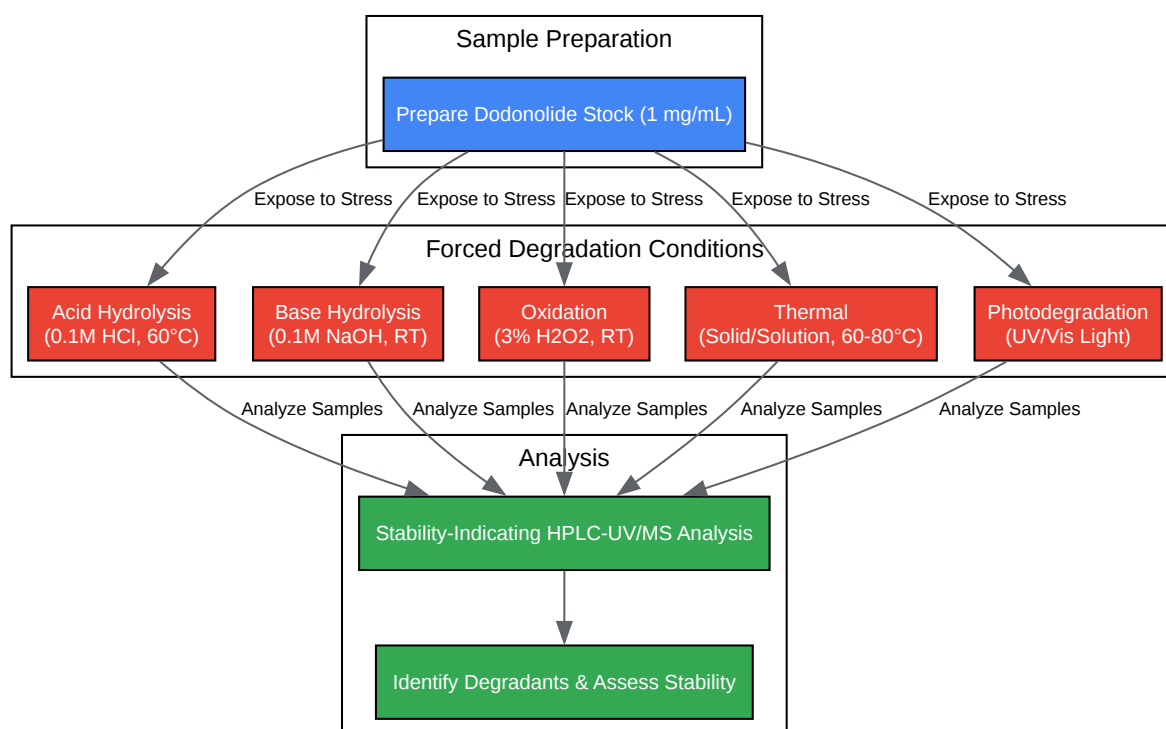 Sample Preparation
Prepare Dodonolide Stock (1 mg/mL)
Expose to Stress
Expose to Stress
Expose to Stress
Expose to Stress
Expose to Stress
Forced Degradation Conditions
Acid Hydrolysis
(0.1M HCl, 60°C)
Base Hydrolysis
(0.1M NaOH, RT)
Oxidation
(3% H2O2, RT)
Thermal
(Solid/Solution, 60-80°C)
Photodegradation
(UV/Vis Light)
Analyze Samples
Analyze Samples
Analyze Samples
Analyze Samples
Analyze Samples
Analysis
Stability-Indicating HPLC-UV/MS Analysis
Identify Degradants & Assess Stability